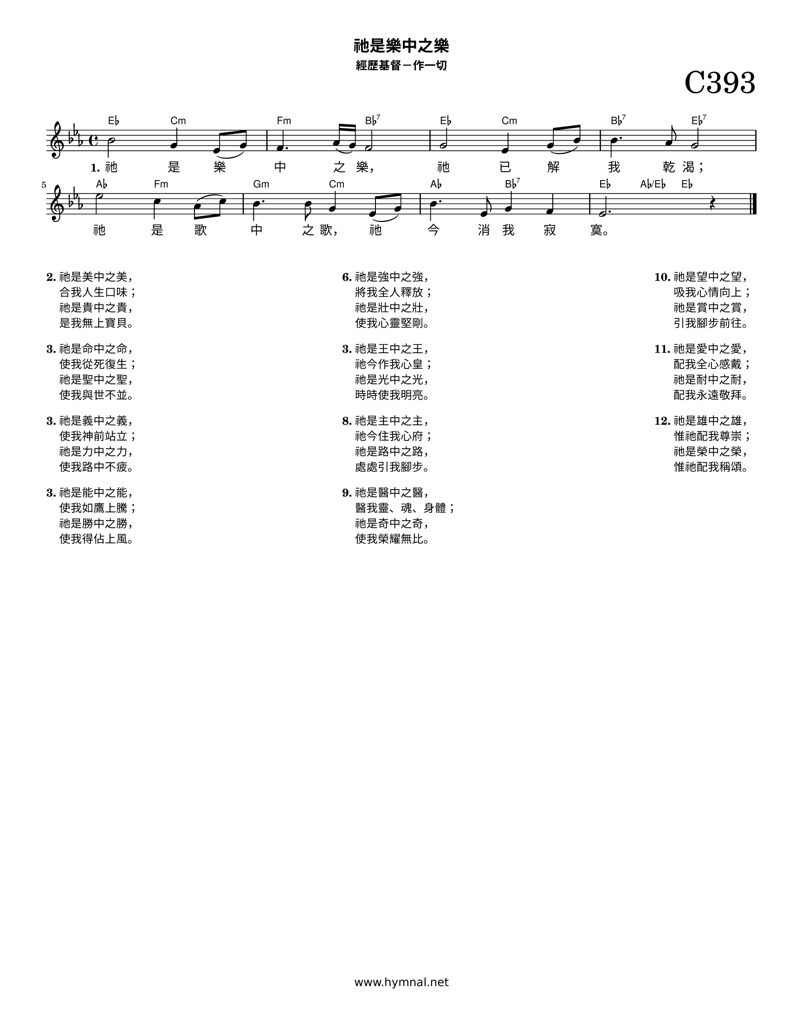 祂是樂中之樂
經歷基督－作一切
C393
E♭ Cm Fm B♭7 E♭ Cm B♭7 E♭7
1. 祂 是 樂 中 之 樂， 祂 已 解 我 乾 渴；
5 A♭ Fm Gm Cm A♭ B♭7 E♭ A♭/E♭ E♭
祂 是 歌 中 之 歌， 祂 今 消 我 寂 寞。
2. 祂是美中之美，
合我人生口味；
祂是貴中之貴，
是我無上寶貝。
3. 祂是命中之命，
使我從死復生；
祂是聖中之聖，
使我與世不並。
3. 祂是義中之義，
使我神前站立；
祂是力中之力，
使我路中不疲。
3. 祂是能中之能，
使我如鷹上騰；
祂是勝中之勝，
使我得佔上風。
6. 祂是強中之強，
將我全人釋放；
祂是壯中之壯，
使我心靈堅剛。
3. 祂是王中之王，
祂今作我心皇；
祂是光中之光，
時時使我明亮。
8. 祂是主中之主，
祂今住我心府；
祂是路中之路，
處處引我腳步。
9. 祂是醫中之醫，
醫我靈、魂、身體；
祂是奇中之奇，
使我榮耀無比。
10. 祂是望中之望，
吸我心情向上；
祂是賞中之賞，
引我腳步前往。
11. 祂是愛中之愛，
配我全心感戴；
祂是耐中之耐，
配我永遠敬拜。
12. 祂是雄中之雄，
惟祂配我尊崇；
祂是榮中之榮，
惟祂配我稱頌。
www.hymnal.net